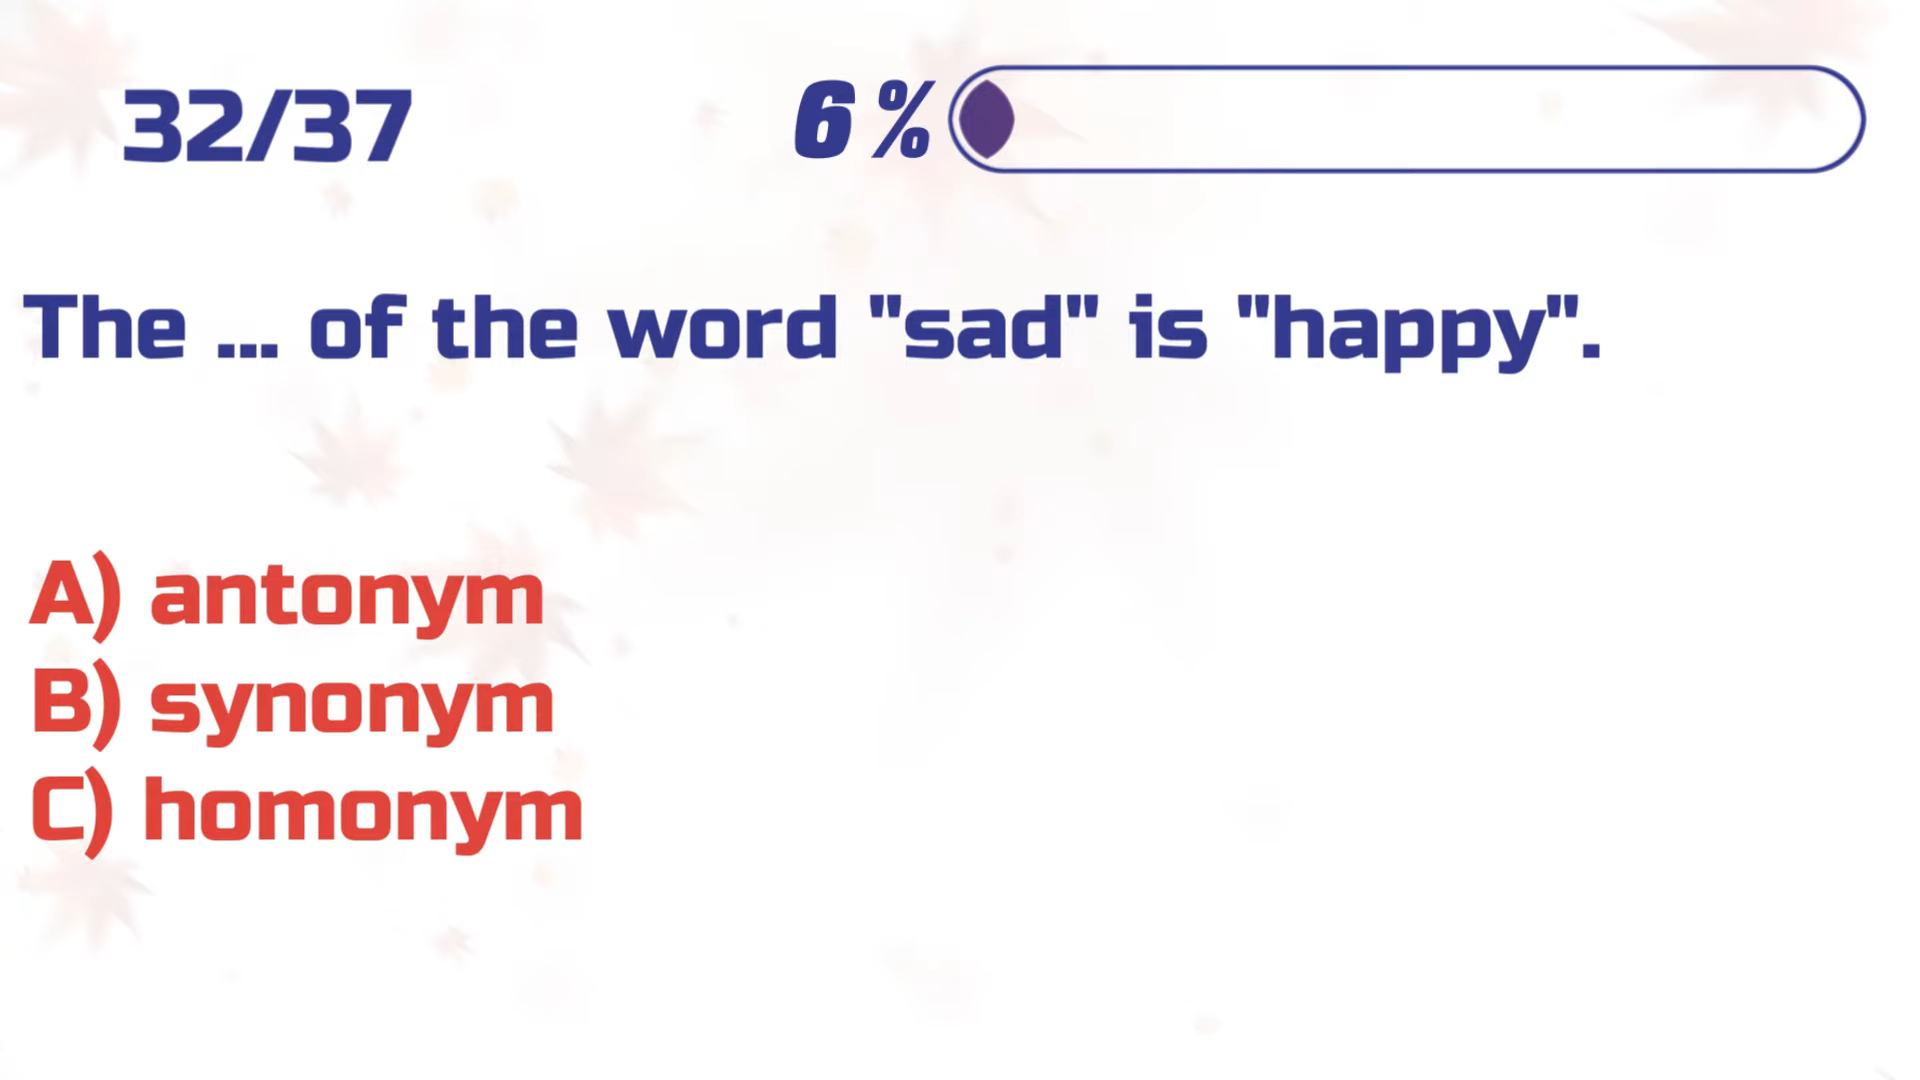 32/37
6%
The ... of the word "sad" is "happy".
A) antonym
B) synonym
C) homonym